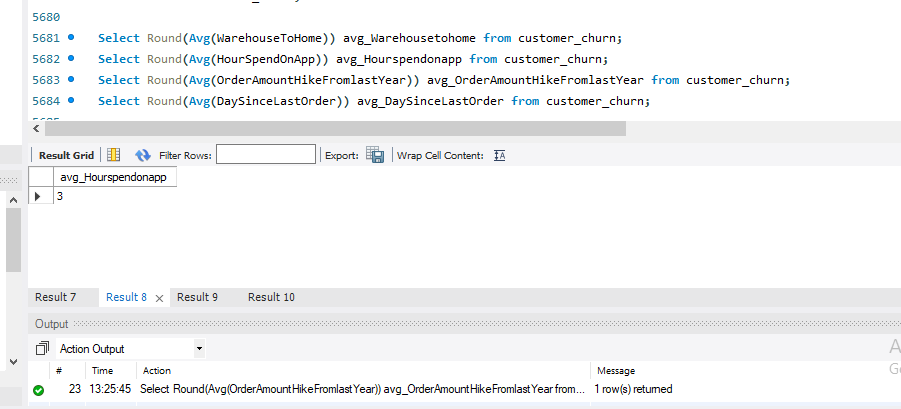 5680
5681 Select Round(Avg(WarehouseToHome)) avg_Warehousetohome from customer_churn;
5682 Select Round(Avg(HourSpendOnApp)) avg_Hourspendonapp from customer_churn;
5683 Select Round(Avg(OrderAmountHikeFromlastYear)) avg_OrderAmountHikeFromlastYear from customer_churn;
5684 Select Round(Avg(DaySinceLastOrder)) avg_DaySinceLastOrder from customer_churn;
Result Grid Filter Rows: Export: Wrap Cell Content:
avg_Hourspendonapp
3
Result 7 Result 8 Result 9 Result 10
Output
Action Output
# Time Action Message
23 13:25:45 Select Round(Avg(OrderAmountHikeFromlastYear)) avg_OrderAmountHikeFromlastYear from... 1 row(s) returned